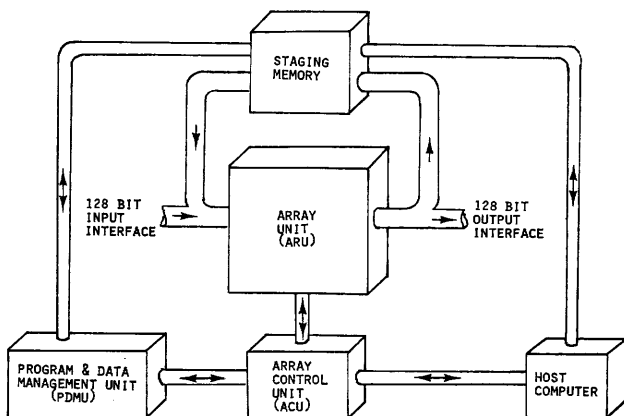 STAGING
MEMORY
128 BIT
INPUT
INTERFACE
ARRAY
UNIT
(ARU)
128 BIT
OUTPUT
INTERFACE
PROGRAM & DATA
MANAGEMENT UNIT
(PDMU)
ARRAY
CONTROL
UNIT
(ACU)
HOST
COMPUTER